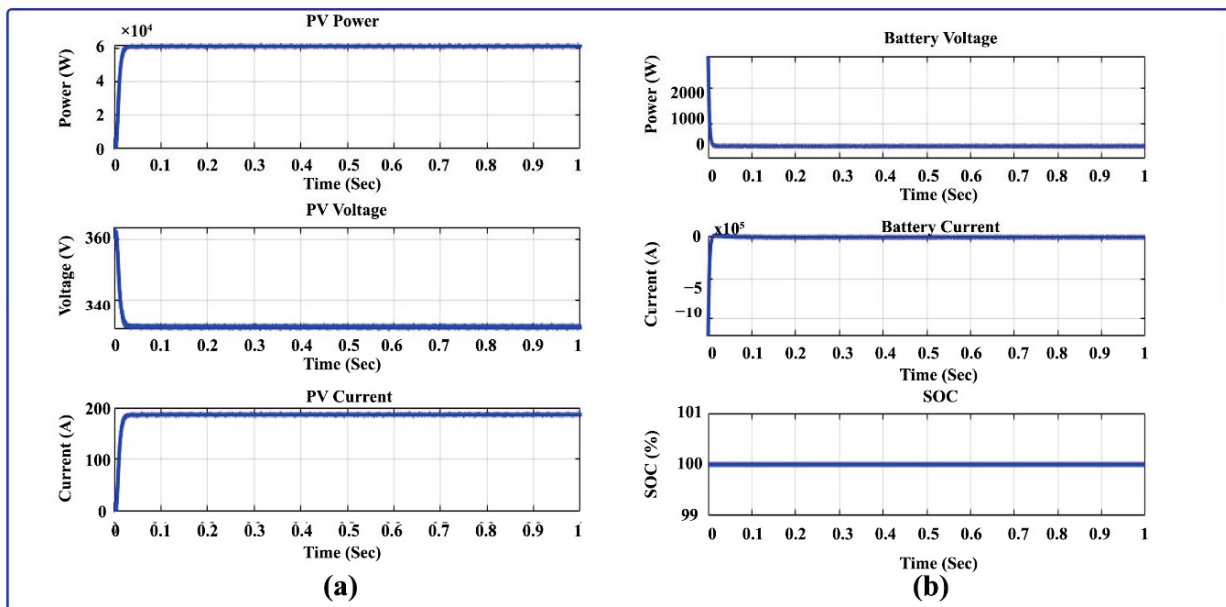 PV Power
×10⁴
Power (W)
6
4
2
0
0 0.1 0.2 0.3 0.4 0.5 0.6 0.7 0.8 0.9 1
Time (Sec)
PV Voltage
Voltage (V)
360
340
0 0.1 0.2 0.3 0.4 0.5 0.6 0.7 0.8 0.9 1
Time (Sec)
PV Current
Current (A)
200
100
0
0 0.1 0.2 0.3 0.4 0.5 0.6 0.7 0.8 0.9 1
Time (Sec)
(a)
Battery Voltage
Power (W)
2000
1000
0
0 0.1 0.2 0.3 0.4 0.5 0.6 0.7 0.8 0.9 1
Time (Sec)
Battery Current
x10⁵
Current (A)
0
−5
−10
0 0.1 0.2 0.3 0.4 0.5 0.6 0.7 0.8 0.9 1
Time (Sec)
SOC
SOC (%)
101
100
99
0 0.1 0.2 0.3 0.4 0.5 0.6 0.7 0.8 0.9 1
Time (Sec)
(b)